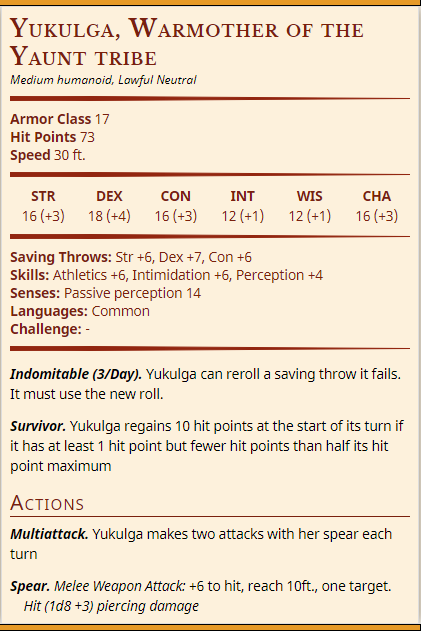 Yukulga, Warmother of the
Yaunt tribe
Medium humanoid, Lawful Neutral
Armor Class 17
Hit Points 73
Speed 30 ft.
STR DEX CON INT WIS CHA
16 (+3) 18 (+4) 16 (+3) 12 (+1) 12 (+1) 16 (+3)
Saving Throws: Str +6, Dex +7, Con +6
Skills: Athletics +6, Intimidation +6, Perception +4
Senses: Passive perception 14
Languages: Common
Challenge: -
Indomitable (3/Day). Yukulga can reroll a saving throw it fails.
It must use the new roll.
Survivor. Yukulga regains 10 hit points at the start of its turn if
it has at least 1 hit point but fewer hit points than half its hit
point maximum
Actions
Multiattack. Yukulga makes two attacks with her spear each
turn
Spear. Melee Weapon Attack: +6 to hit, reach 10ft., one target.
Hit (1d8 +3) piercing damage